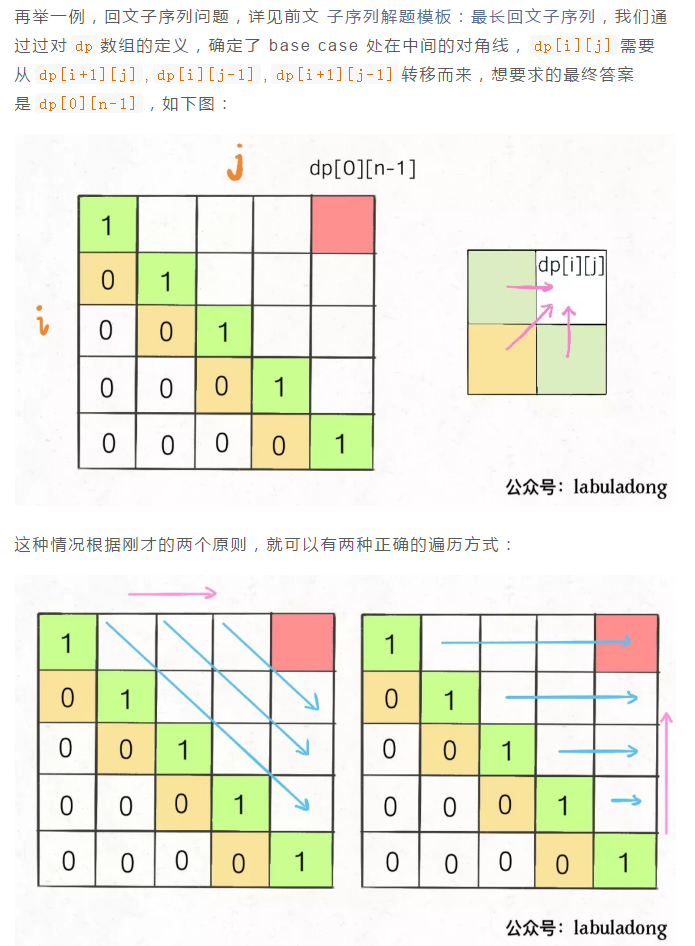 再举一例，回文子序列问题，详见前文 子序列解题模板：最长回文子序列，我们通
过过对 dp 数组的定义，确定了 base case 处在中间的对角线， dp[i][j] 需要
从 dp[i+1][j] , dp[i][j-1] , dp[i+1][j-1] 转移而来，想要求的最终答案
是 dp[0][n-1] ，如下图：
j dp[0][n-1]
1
0 1
dp[i][j]
i 0 0 1
0 0 0 1
0 0 0 0 1
公众号：labuladong
这种情况根据刚才的两个原则，就可以有两种正确的遍历方式：
1 1
0 1 0 1
0 0 1 0 0 1
0 0 0 1 0 0 0 1
0 0 0 0 1 0 0 0 0 1
公众号：labuladong